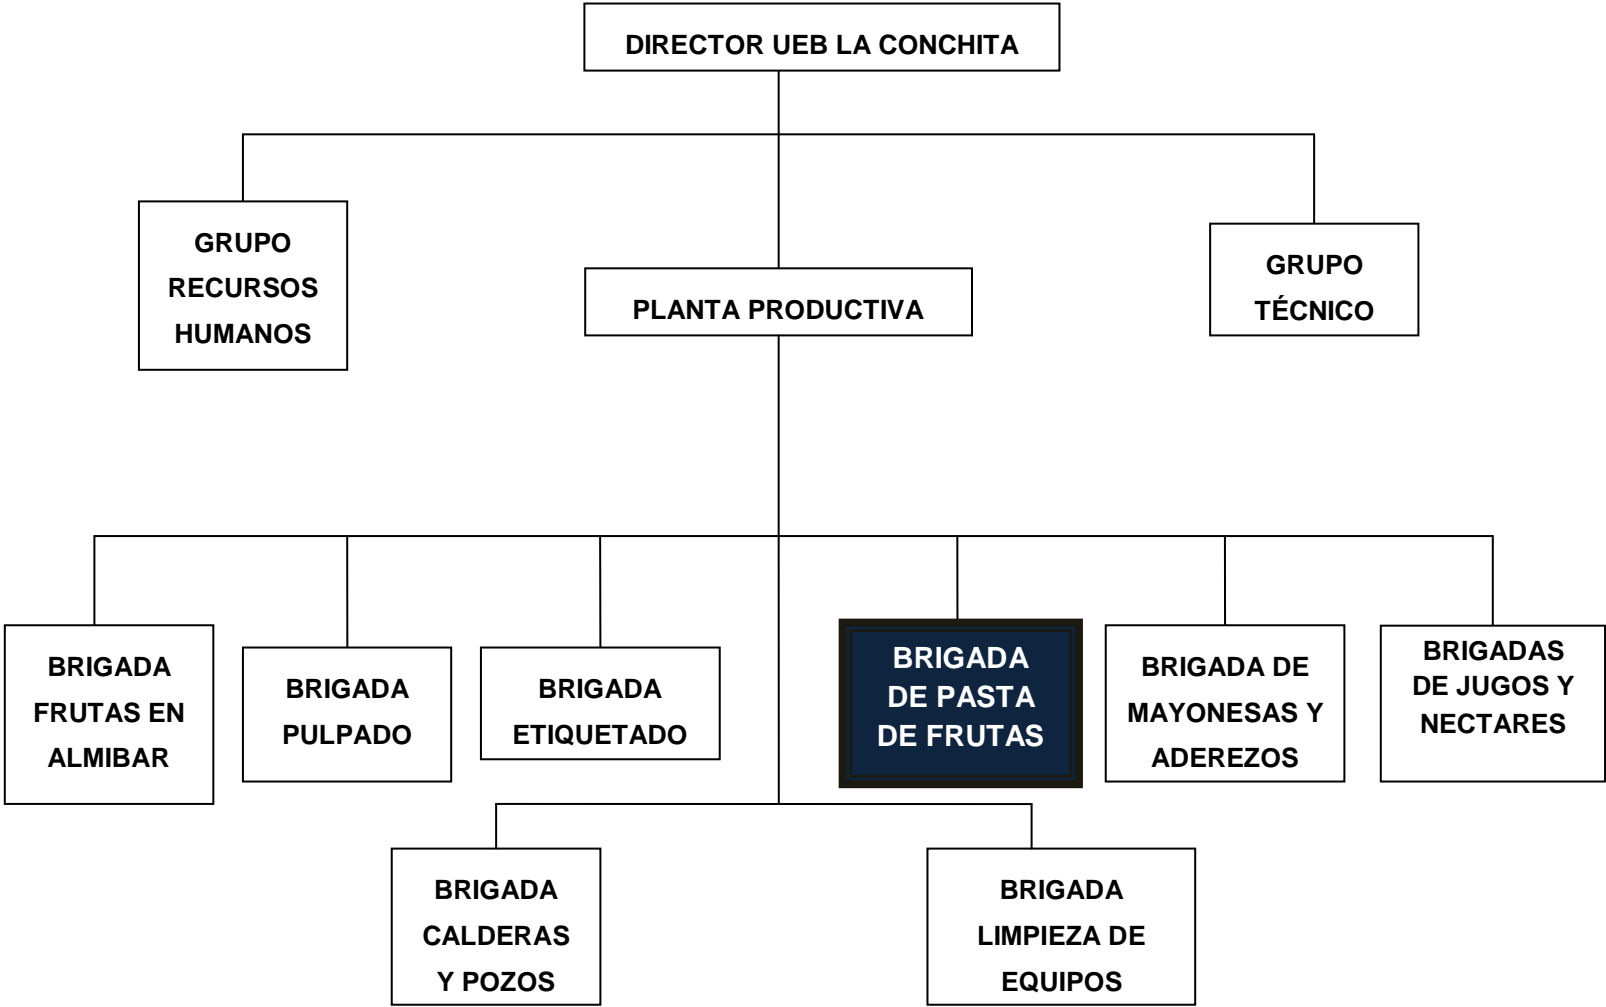 DIRECTOR UEB LA CONCHITA
GRUPO
RECURSOS
HUMANOS
PLANTA PRODUCTIVA
GRUPO
TÉCNICO
BRIGADA
FRUTAS EN
ALMIBAR
BRIGADA
PULPADO
BRIGADA
ETIQUETADO
BRIGADA
DE PASTA
DE FRUTAS
BRIGADA DE
MAYONESAS Y
ADEREZOS
BRIGADAS
DE JUGOS Y
NECTARES
BRIGADA
CALDERAS
Y POZOS
BRIGADA
LIMPIEZA DE
EQUIPOS